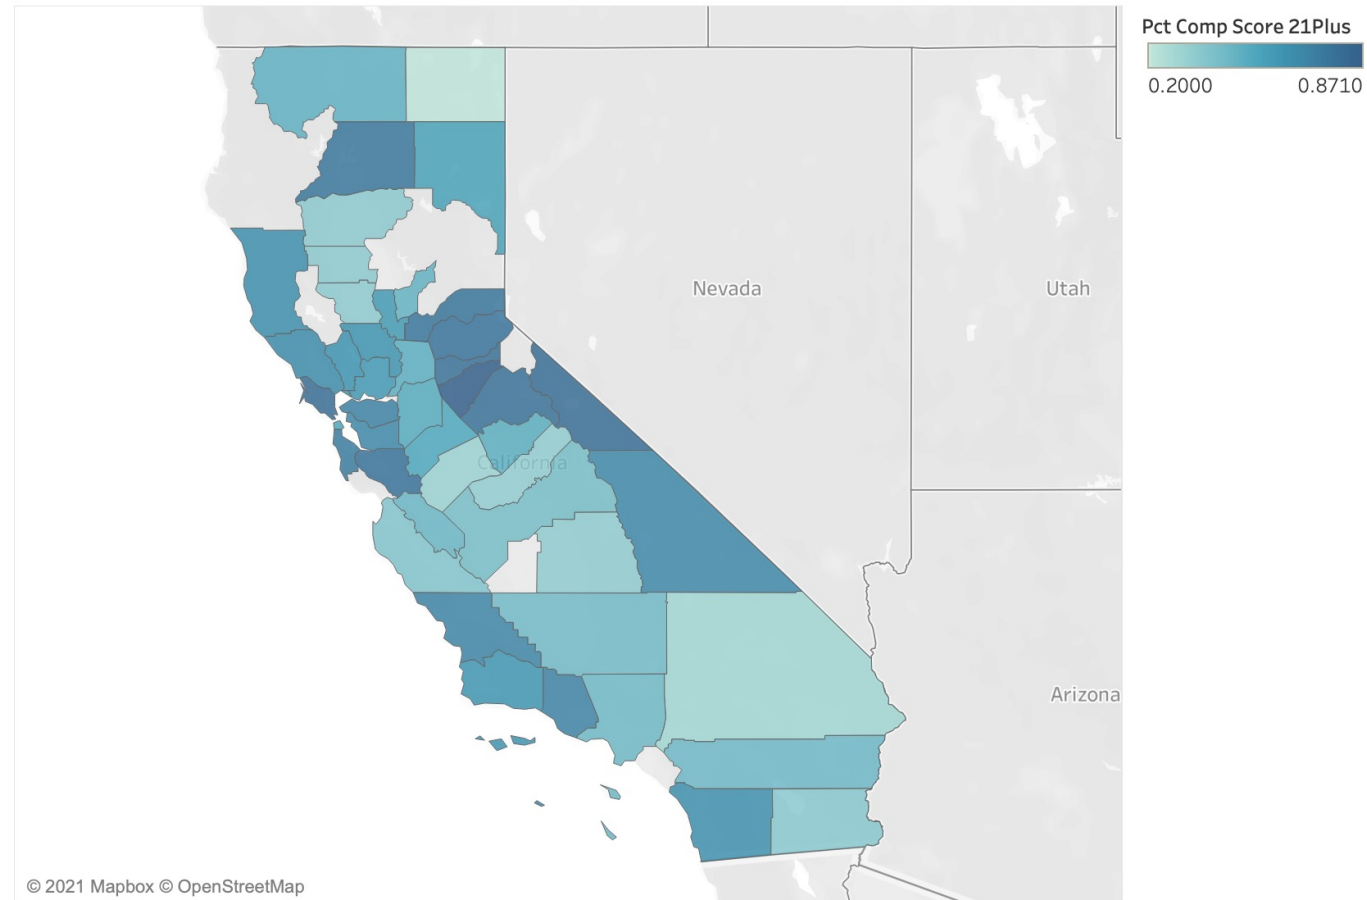 Pct Comp Score 21Plus
0.2000 0.8710
Nevada
Utah
California
Arizona
© 2021 Mapbox © OpenStreetMap